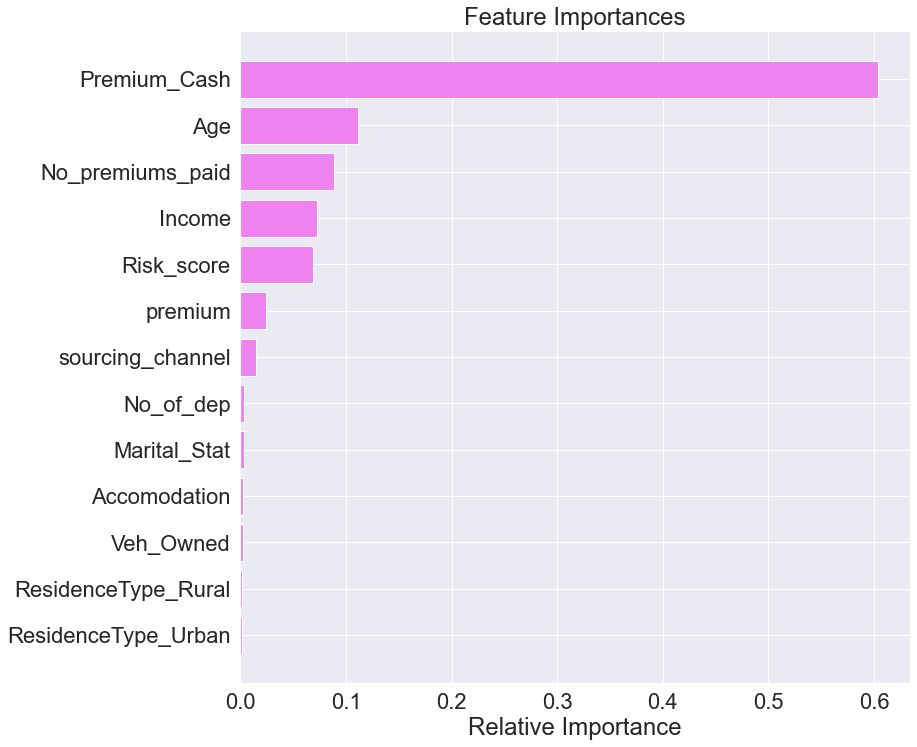 Feature Importances
Premium_Cash
Age
No_premiums_paid
Income
Risk_score
premium
sourcing_channel
No_of_dep
Marital_Stat
Accomodation
Veh_Owned
ResidenceType_Rural
ResidenceType_Urban
0.0 0.1 0.2 0.3 0.4 0.5 0.6
Relative Importance